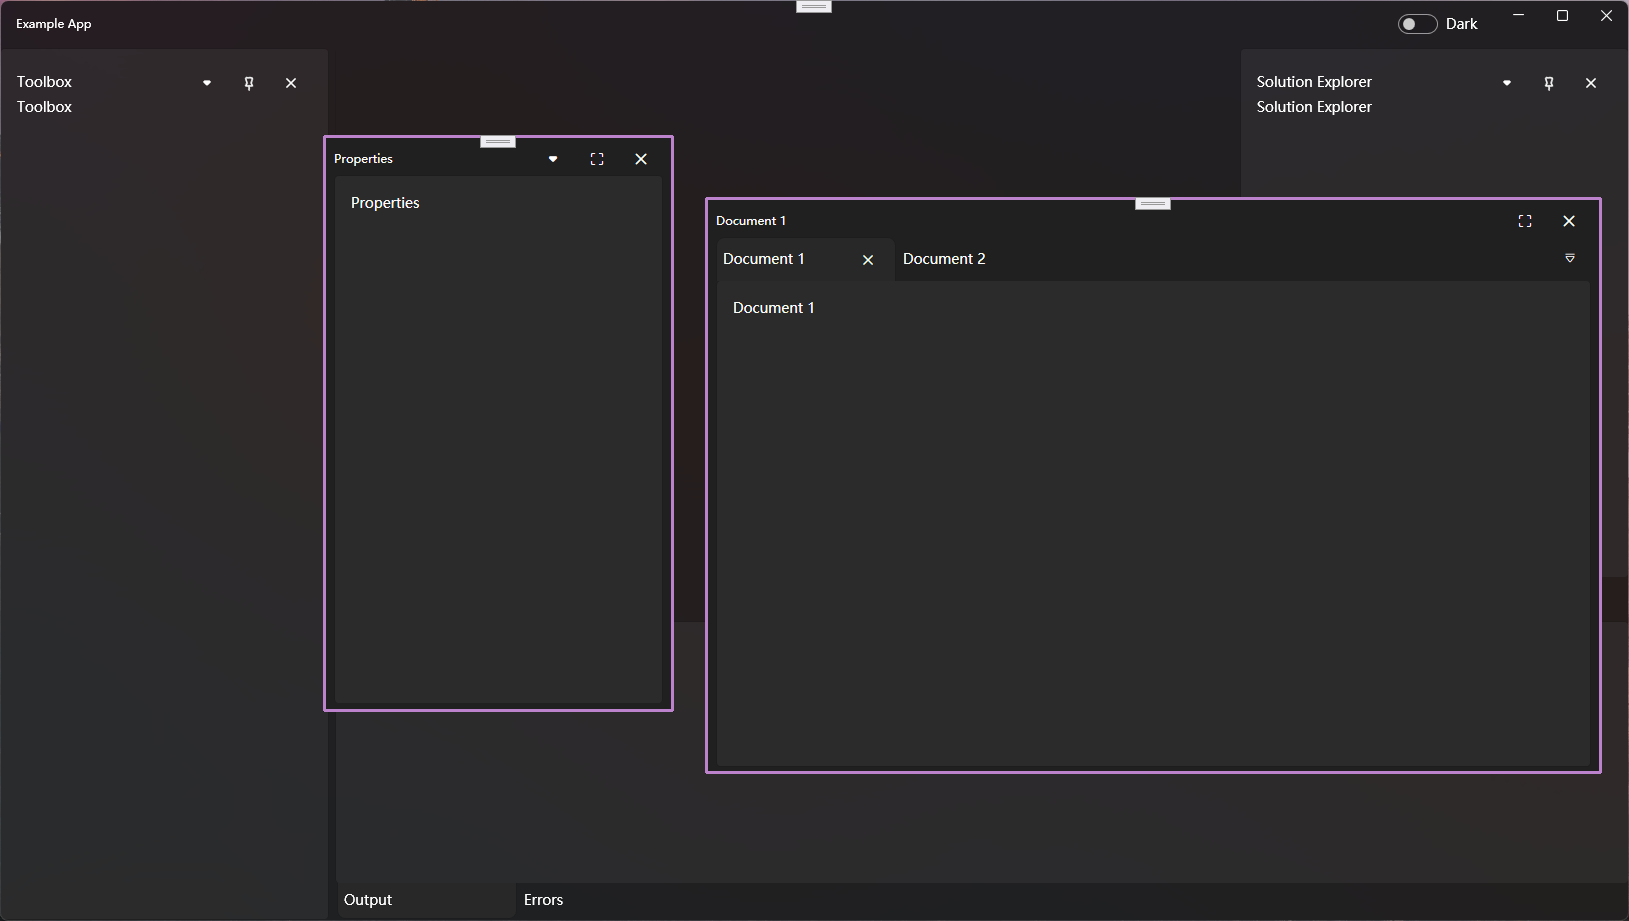 Example App
Dark
Toolbox
Toolbox
Solution Explorer
Solution Explorer
Properties
Properties
Document 1
Document 1
Document 2
Document 1
Output
Errors